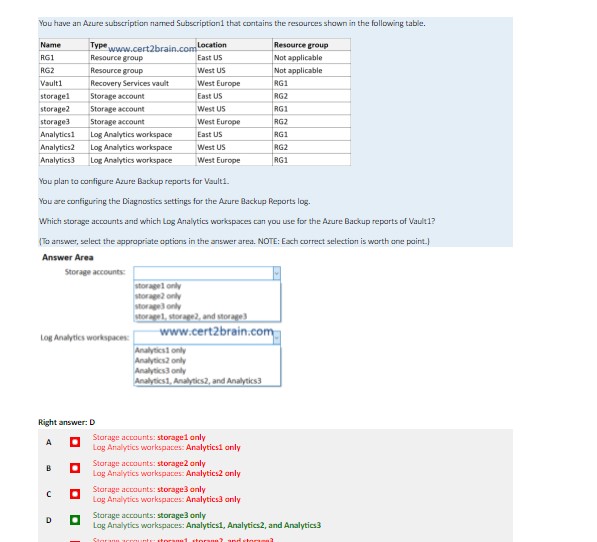 You have an Azure subscription named Subscription1 that contains the resources shown in the following table.
Name Type Location Resource group
www.cert2brain.com
RG1 Resource group East US Not applicable
RG2 Resource group West US Not applicable
Vault1 Recovery Services vault West Europe RG1
storage1 Storage account East US RG2
storage2 Storage account West US RG1
storage3 Storage account West Europe RG2
Analytics1 Log Analytics workspace East US RG1
Analytics2 Log Analytics workspace West US RG2
Analytics3 Log Analytics workspace West Europe RG1
You plan to configure Azure Backup reports for Vault1.
You are configuring the Diagnostics settings for the Azure Backup Reports log.
Which storage accounts and which Log Analytics workspaces can you use for the Azure Backup reports of Vault1?
(To answer, select the appropriate options in the answer area. NOTE: Each correct selection is worth one point.)
Answer Area
Storage accounts:
storage1 only
storage2 only
storage3 only
storage1, storage2, and storage3
www.cert2brain.com
Log Analytics workspaces:
Analytics1 only
Analytics2 only
Analytics3 only
Analytics1, Analytics2, and Analytics3
Right answer: D
A Storage accounts: storage1 only
Log Analytics workspaces: Analytics1 only
B Storage accounts: storage2 only
Log Analytics workspaces: Analytics2 only
C Storage accounts: storage3 only
Log Analytics workspaces: Analytics3 only
D Storage accounts: storage3 only
Log Analytics workspaces: Analytics1, Analytics2, and Analytics3
Storage accounts: storage1, storage2, and storage3